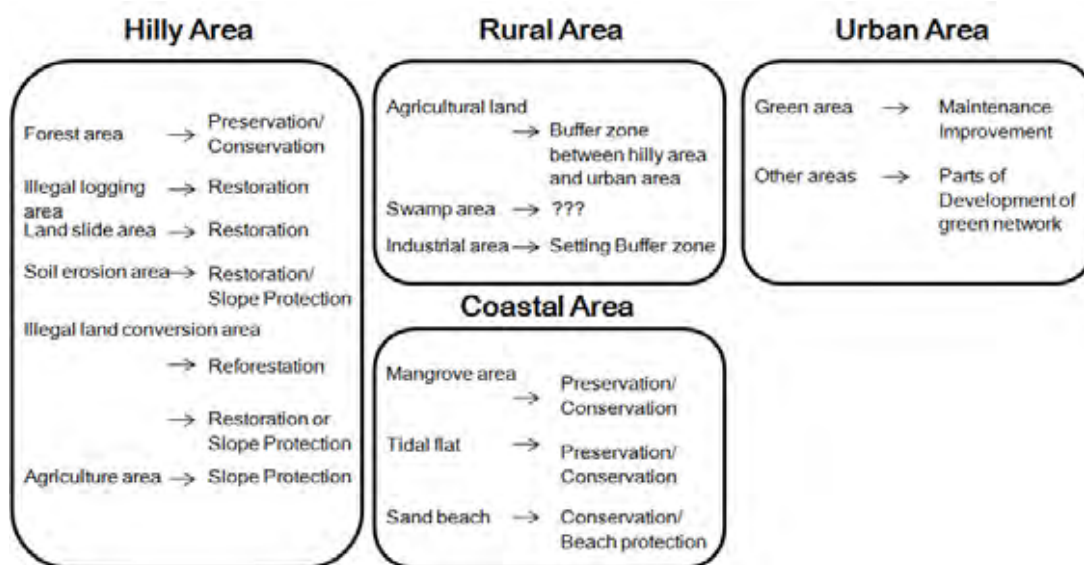 Hilly Area
Forest area → Preservation/
Conservation
Illegal logging → Restoration
area
Land slide area → Restoration
Soil erosion area → Restoration/
Slope Protection
Illegal land conversion area
→ Reforestation
→ Restoration or
Slope Protection
Agriculture area → Slope Protection
Rural Area
Agricultural land
→ Buffer zone
between hilly area
and urban area
Swamp area → ???
Industrial area → Setting Buffer zone
Coastal Area
Mangrove area
→ Preservation/
Conservation
Tidal flat → Preservation/
Conservation
Sand beach → Conservation/
Beach protection
Urban Area
Green area → Maintenance
Improvement
Other areas → Parts of
Development of
green network